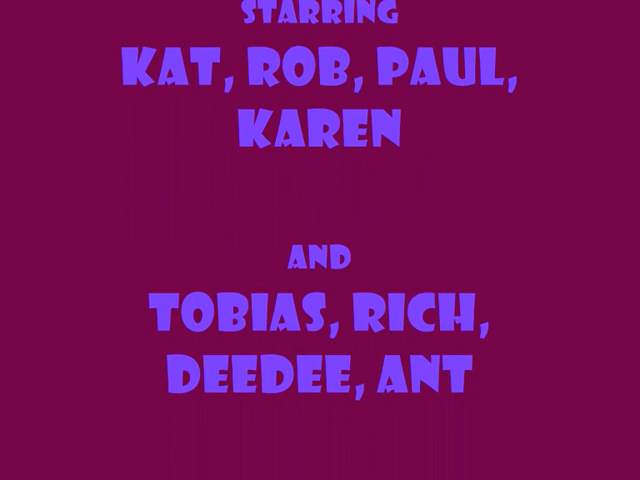 STARRING
KAT, ROB, PAUL,
KAREN
AND
TOBIAS, RICH,
DEEDEE, ANT